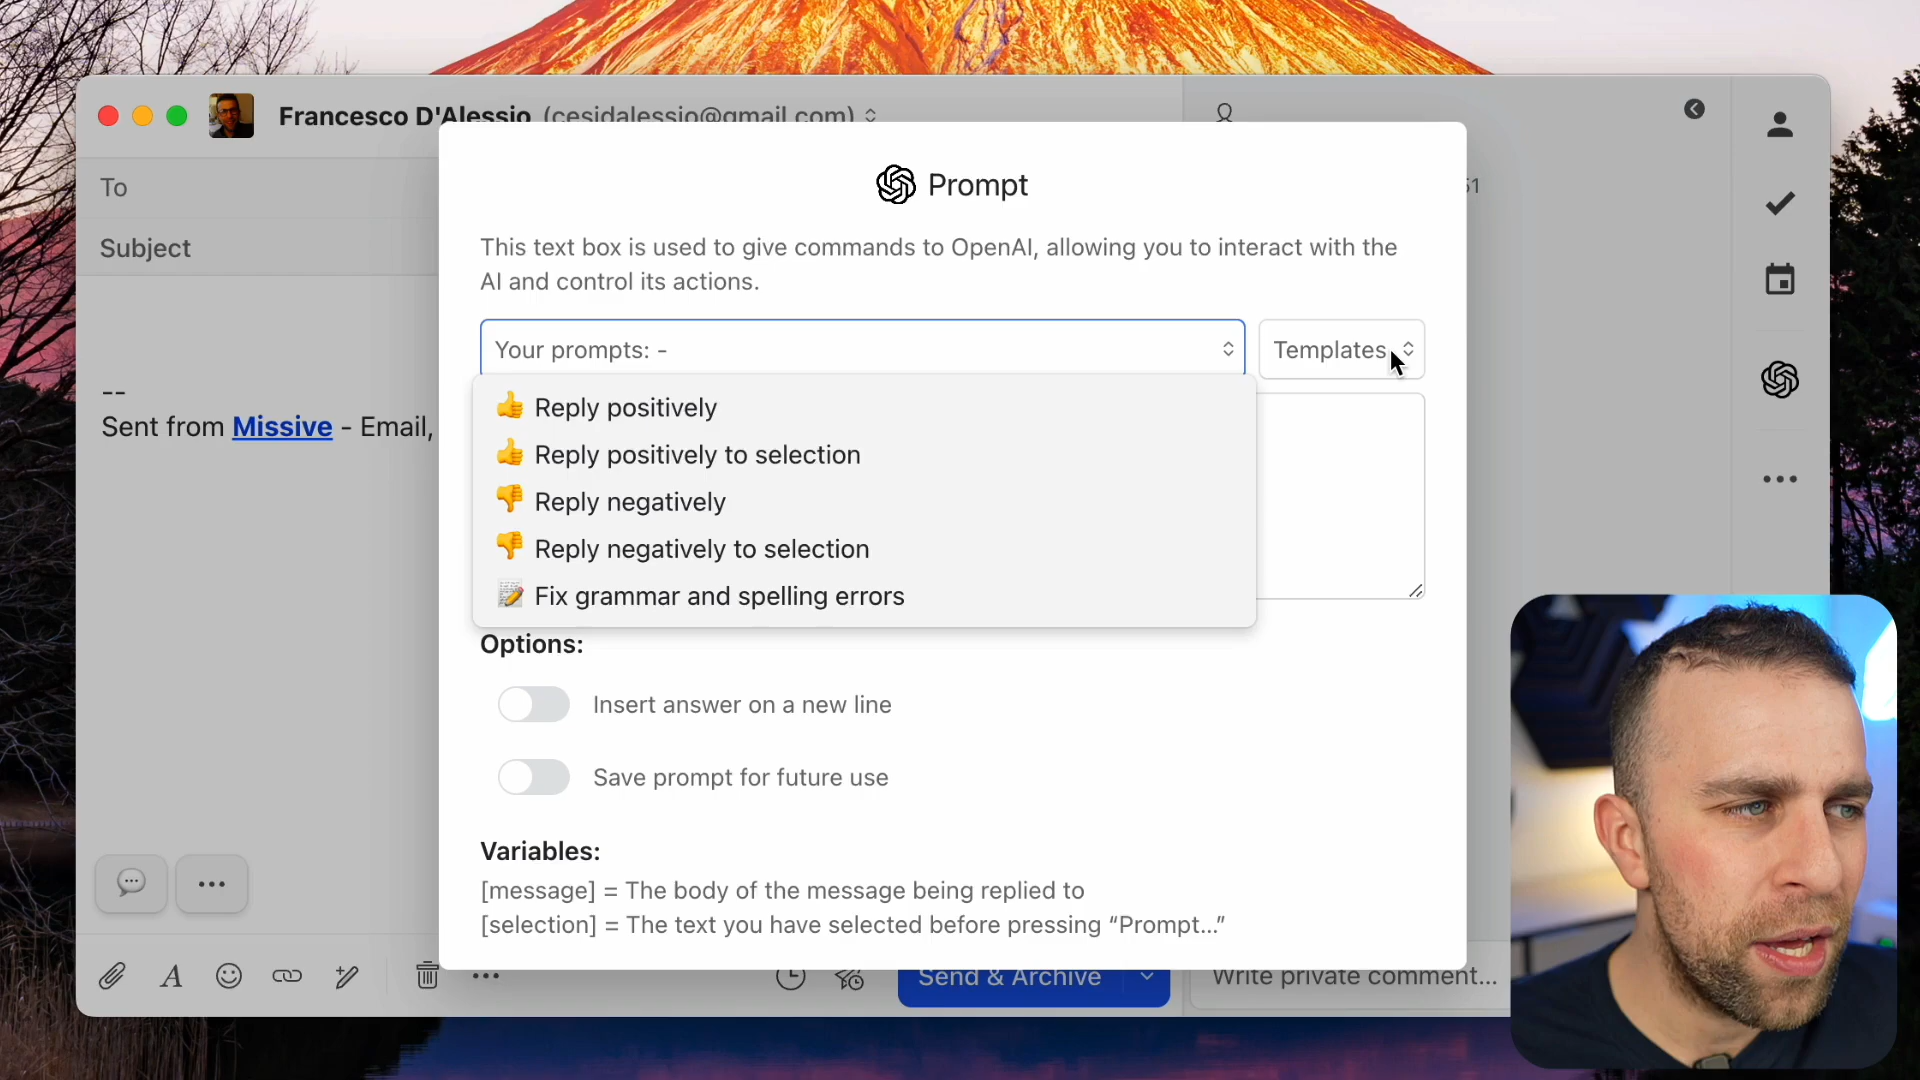 Francesco D'Alessio (cesidalessio@gmail.com)
To
Subject
--
Sent from Missive - Email,
Prompt
This text box is used to give commands to OpenAI, allowing you to interact with the
AI and control its actions.
Your prompts: -
Templates
👍 Reply positively
👍 Reply positively to selection
👎 Reply negatively
👎 Reply negatively to selection
📝 Fix grammar and spelling errors
Options:
Insert answer on a new line
Save prompt for future use
Variables:
[message] = The body of the message being replied to
[selection] = The text you have selected before pressing “Prompt...”
Send & Archive
Write private comment...